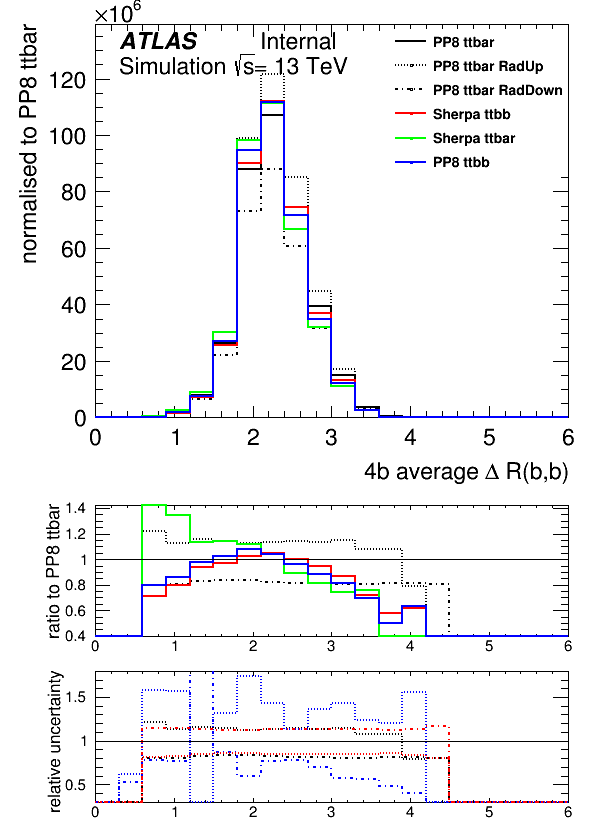 ×10⁶
normalised to PP8 ttbar
ATLAS Internal
Simulation √s= 13 TeV
PP8 ttbar
PP8 ttbar RadUp
PP8 ttbar RadDown
Sherpa ttbb
Sherpa ttbar
PP8 ttbb
120
100
80
60
40
20
0
0 1 2 3 4 5 6
4b average Δ R(b,b)
ratio to PP8 ttbar
1.4
1.2
1
0.8
0.6
0.4
0 1 2 3 4 5 6
relative uncertainty
1.5
1
0.5
0 1 2 3 4 5 6